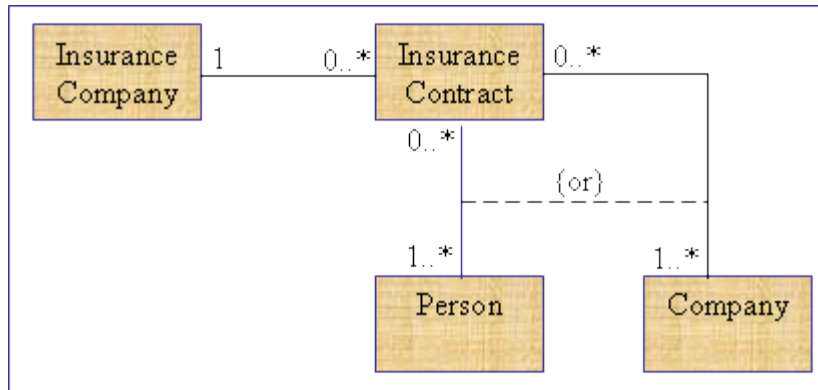 Insurance
Company
1
0..*
Insurance
Contract
0..*
0..*
{or}
1..*
1..*
Person
Company